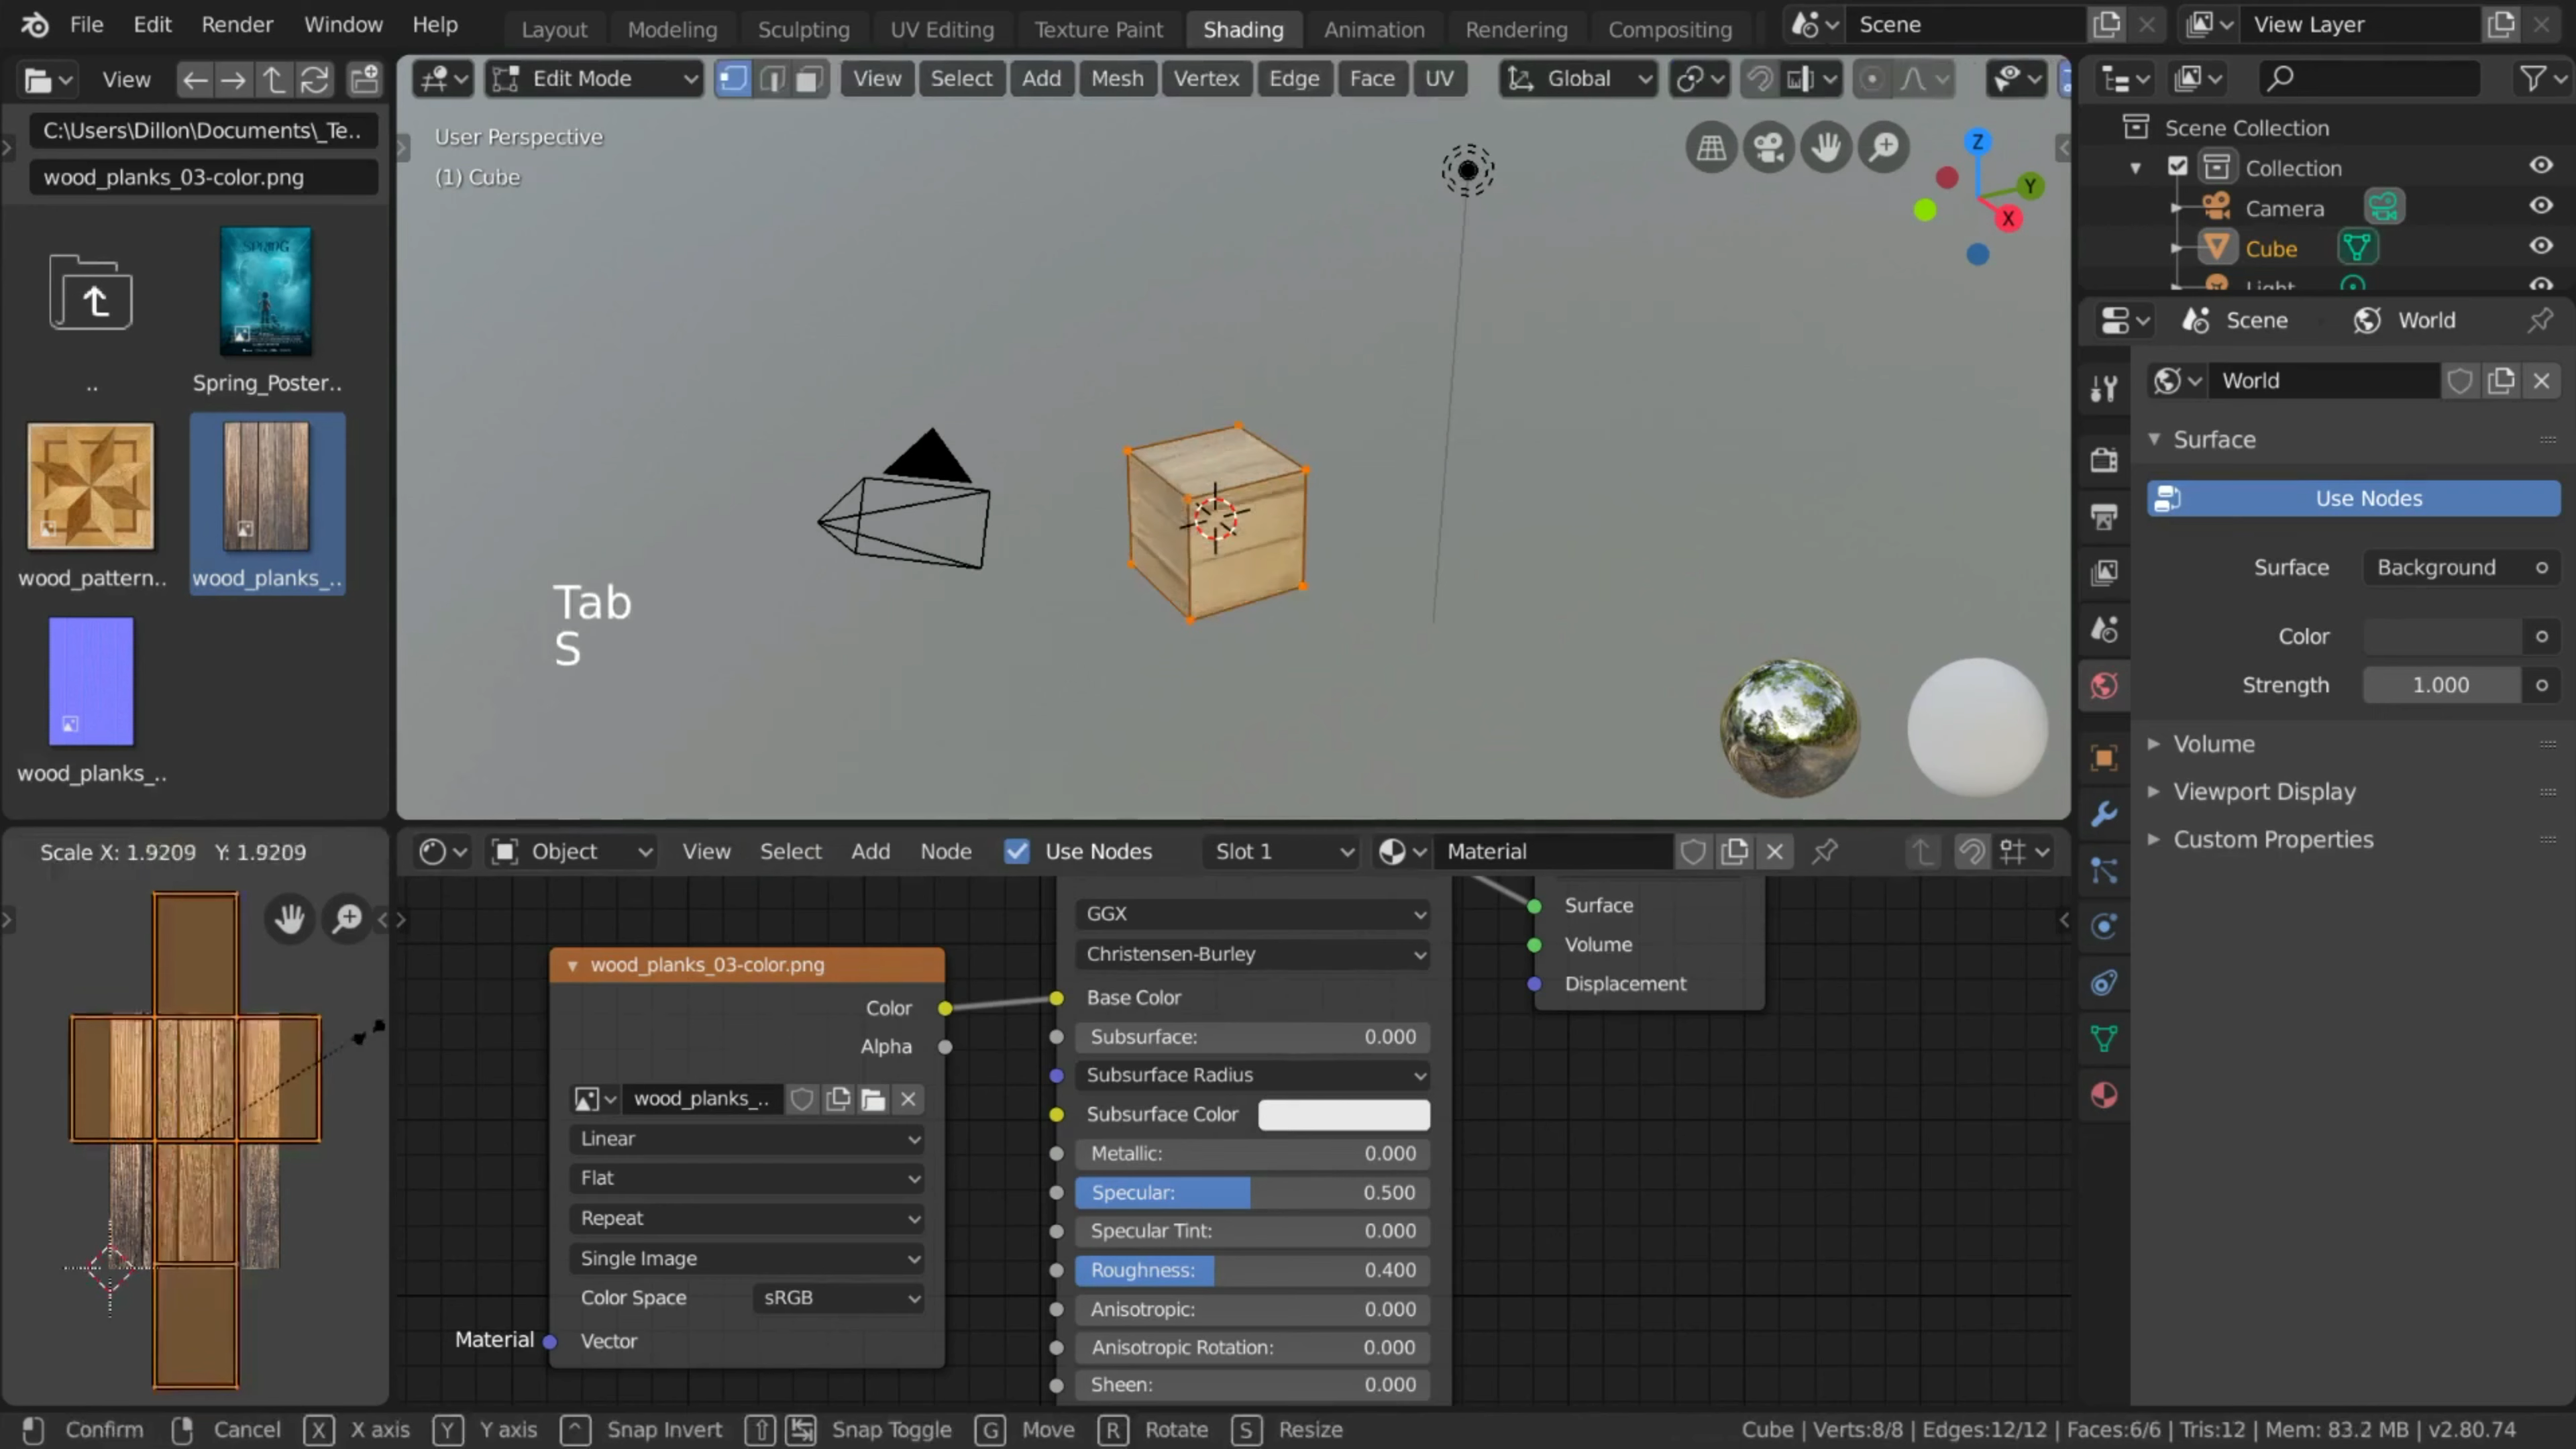 File Edit Render Window Help
Layout Modeling Sculpting UV Editing Texture Paint Shading Animation Rendering Compositing
Scene
View Layer
View
C:\Users\Dillon\Documents\_Te..
wood_planks_03-color.png
..
Spring_Poster..
SPRING
wood_pattern..
wood_planks_..
wood_planks_..
Edit Mode View Select Add Mesh Vertex Edge Face UV Global
User Perspective
(1) Cube
Z
Y
X
Tab
S
Scene Collection
Collection
Camera
Cube
Light
Scene World
World
Surface
Use Nodes
Surface Background
Color
Strength 1.000
Volume
Viewport Display
Custom Properties
Scale X: 1.9209 Y: 1.9209
Object View Select Add Node Use Nodes Slot 1 Material
wood_planks_03-color.png
Color
Alpha
wood_planks_..
Linear
Flat
Repeat
Single Image
Color Space sRGB
Vector
Material
GGX
Christensen-Burley
Base Color
Subsurface: 0.000
Subsurface Radius
Subsurface Color
Metallic: 0.000
Specular: 0.500
Specular Tint: 0.000
Roughness: 0.400
Anisotropic: 0.000
Anisotropic Rotation: 0.000
Sheen: 0.000
Surface
Volume
Displacement
Confirm Cancel X X axis Y Y axis Snap Invert Snap Toggle G Move R Rotate S Resize
Cube | Verts:8/8 | Edges:12/12 | Faces:6/6 | Tris:12 | Mem: 83.2 MB | v2.80.74